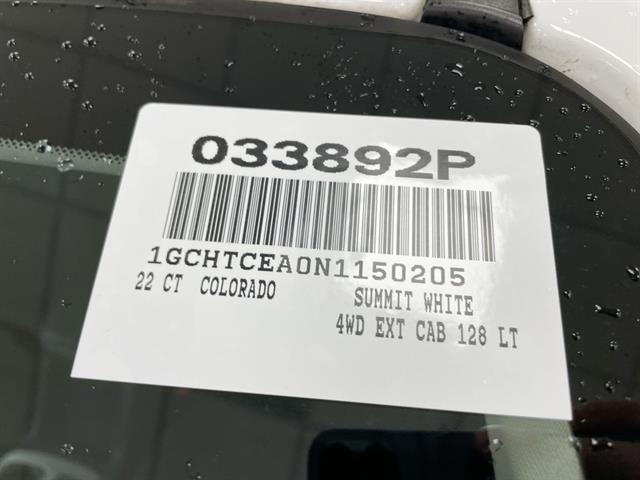 033892P
1GCHTCEA0N1150205
22 CT COLORADO SUMMIT WHITE
4WD EXT CAB 128 LT